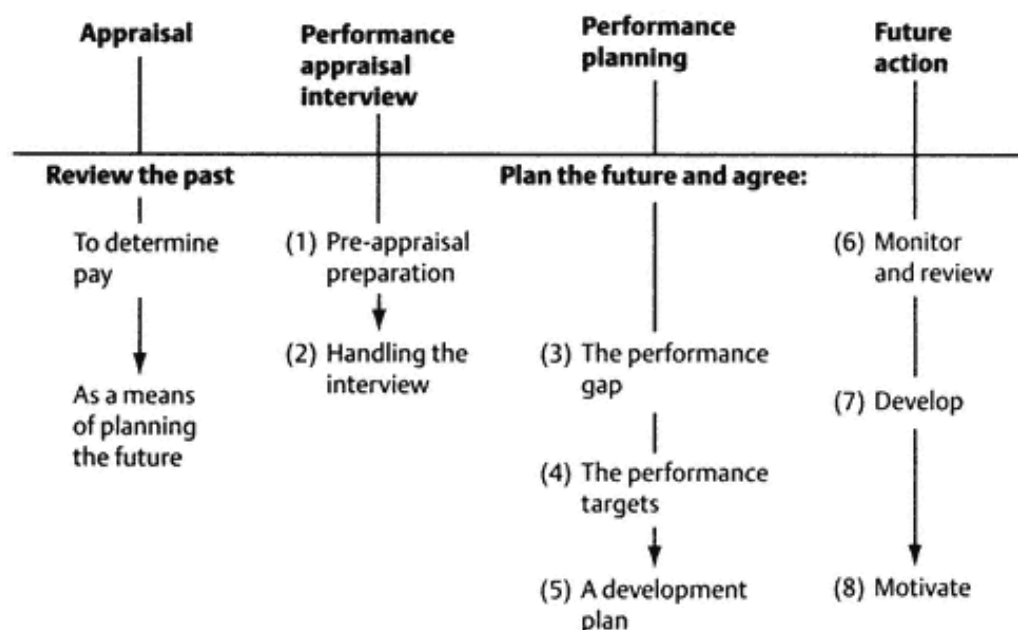 Appraisal
Performance
appraisal
interview
Performance
planning
Future
action
Review the past
Plan the future and agree:
To determine
pay
As a means
of planning
the future
(1) Pre-appraisal
preparation
(2) Handling the
interview
(3) The performance
gap
(4) The performance
targets
(5) A development
plan
(6) Monitor
and review
(7) Develop
(8) Motivate